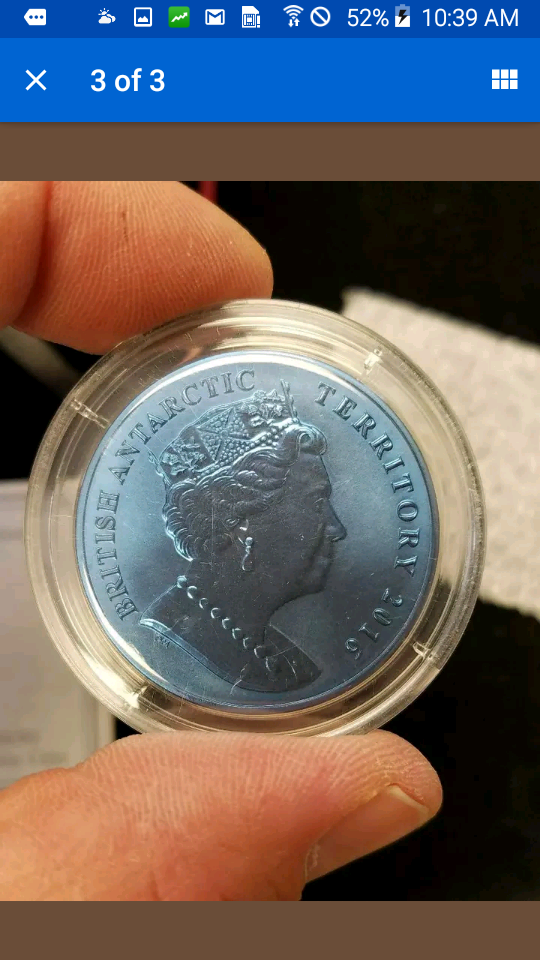 52% 10:39 AM
3 of 3
BRITISH ANTARCTIC TERRITORY 2016